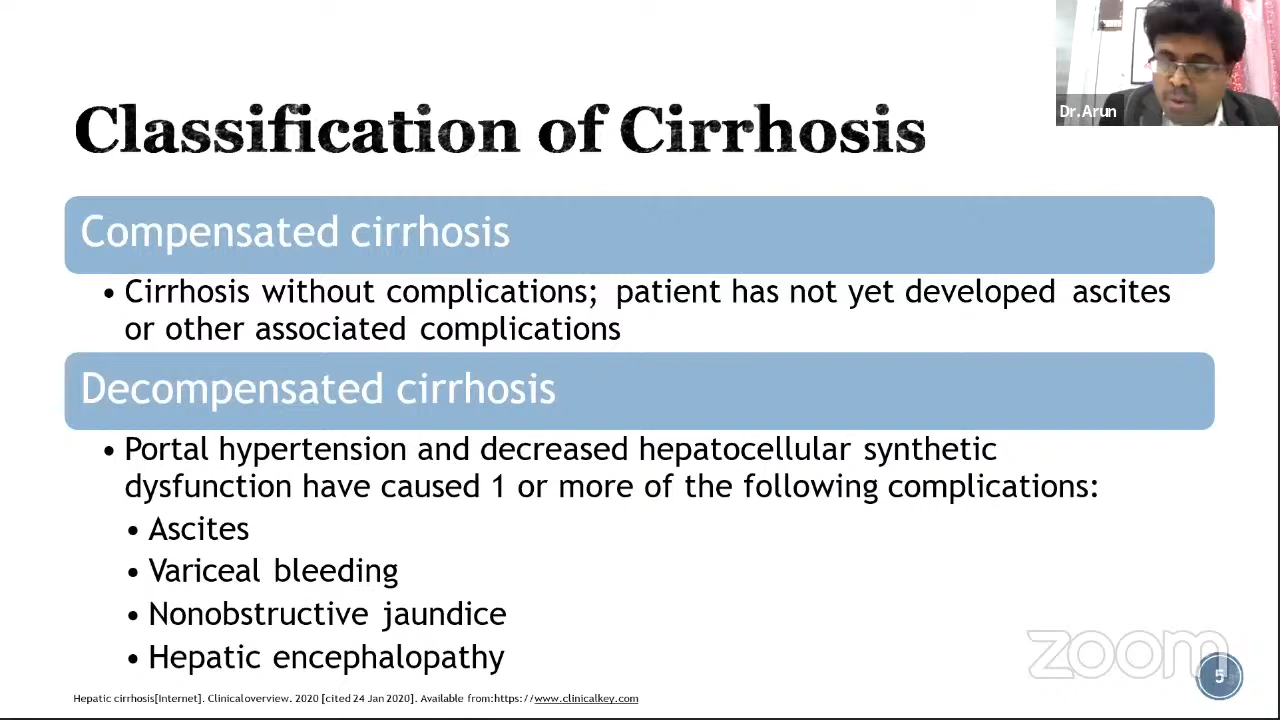 Dr.Arun
Classification of Cirrhosis
Compensated cirrhosis
• Cirrhosis without complications; patient has not yet developed ascites
or other associated complications
Decompensated cirrhosis
• Portal hypertension and decreased hepatocellular synthetic
dysfunction have caused 1 or more of the following complications:
• Ascites
• Variceal bleeding
• Nonobstructive jaundice
• Hepatic encephalopathy
zoom
5
Hepatic cirrhosis[Internet]. Clinicaloverview. 2020 [cited 24 Jan 2020]. Available from:https://www.clinicalkey.com